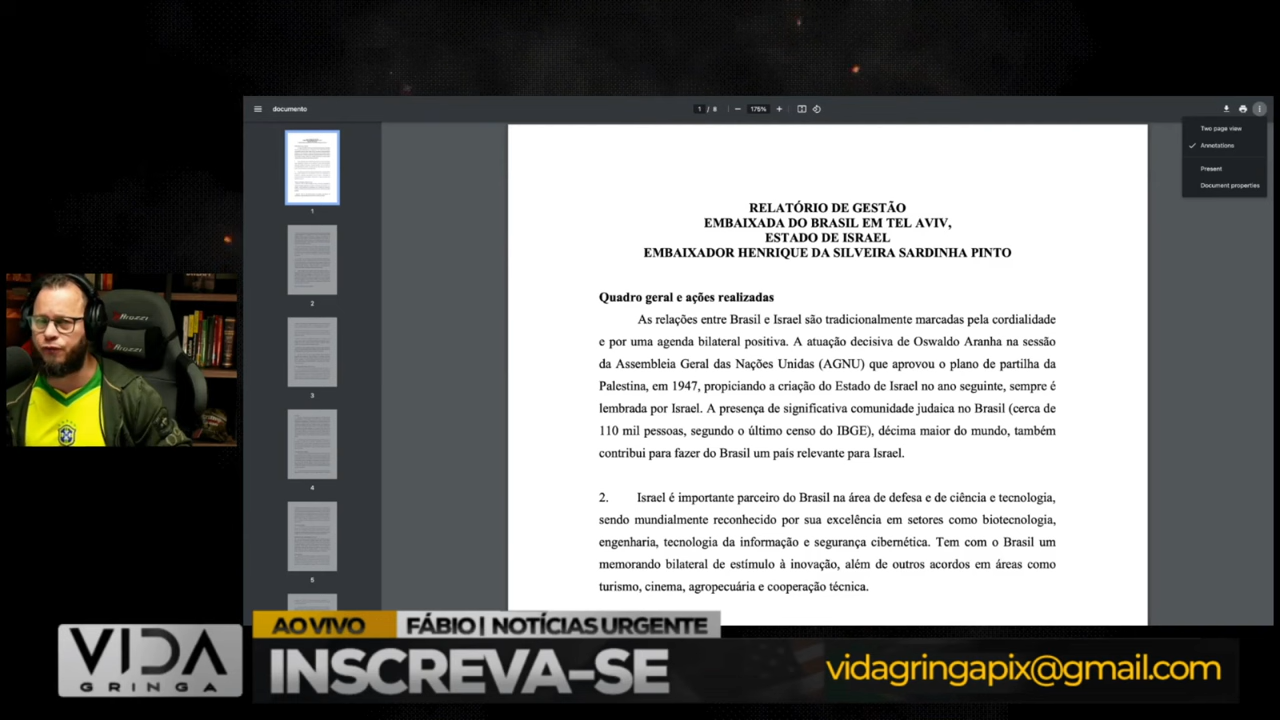 documento
1 / 8
175%
Two page view
Annotations
Present
Document properties
RELATÓRIO DE GESTÃO
EMBAIXADA DO BRASIL EM TEL AVIV,
ESTADO DE ISRAEL
EMBAIXADOR HENRIQUE DA SILVEIRA SARDINHA PINTO
Quadro geral e ações realizadas
As relações entre Brasil e Israel são tradicionalmente marcadas pela cordialidade
e por uma agenda bilateral positiva. A atuação decisiva de Oswaldo Aranha na sessão
da Assembleia Geral das Nações Unidas (AGNU) que aprovou o plano de partilha da
Palestina, em 1947, propiciando a criação do Estado de Israel no ano seguinte, sempre é
lembrada por Israel. A presença de significativa comunidade judaica no Brasil (cerca de
110 mil pessoas, segundo o último censo do IBGE), décima maior do mundo, também
contribui para fazer do Brasil um país relevante para Israel.
2. Israel é importante parceiro do Brasil na área de defesa e de ciência e tecnologia,
sendo mundialmente reconhecido por sua excelência em setores como biotecnologia,
engenharia, tecnologia da informação e segurança cibernética. Tem com o Brasil um
memorando bilateral de estímulo à inovação, além de outros acordos em áreas como
turismo, cinema, agropecuária e cooperação técnica.
1
2
3
4
5
AROZZI
AROZZI
AO VIVO
FÁBIO | NOTÍCIAS URGENTE
VIDA
GRINGA
INSCREVA-SE
vidagringapix@gmail.com